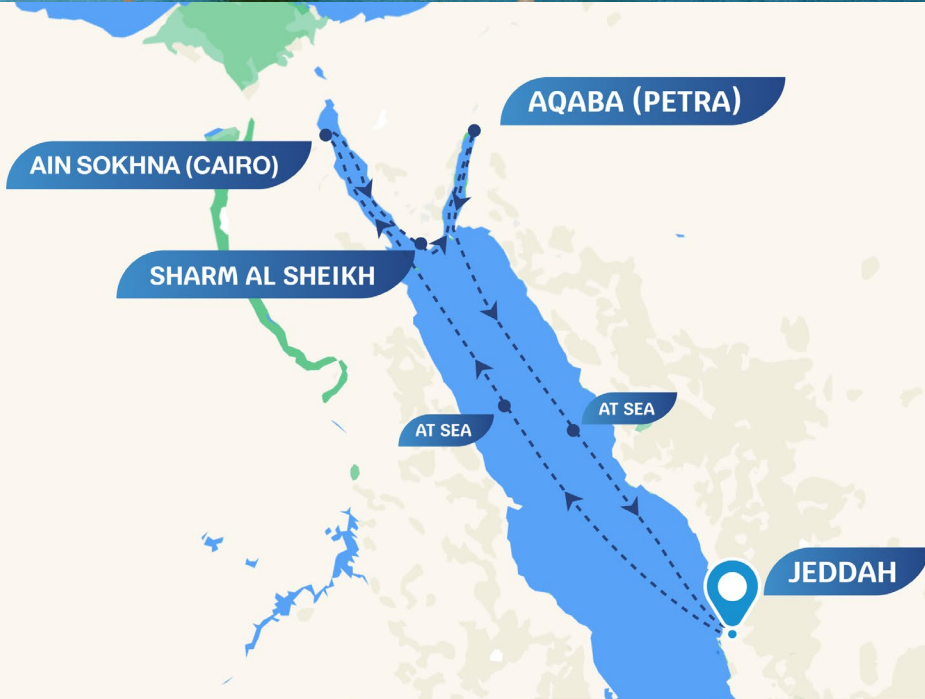 AQABA (PETRA)
AIN SOKHNA (CAIRO)
SHARM AL SHEIKH
AT SEA
AT SEA
JEDDAH